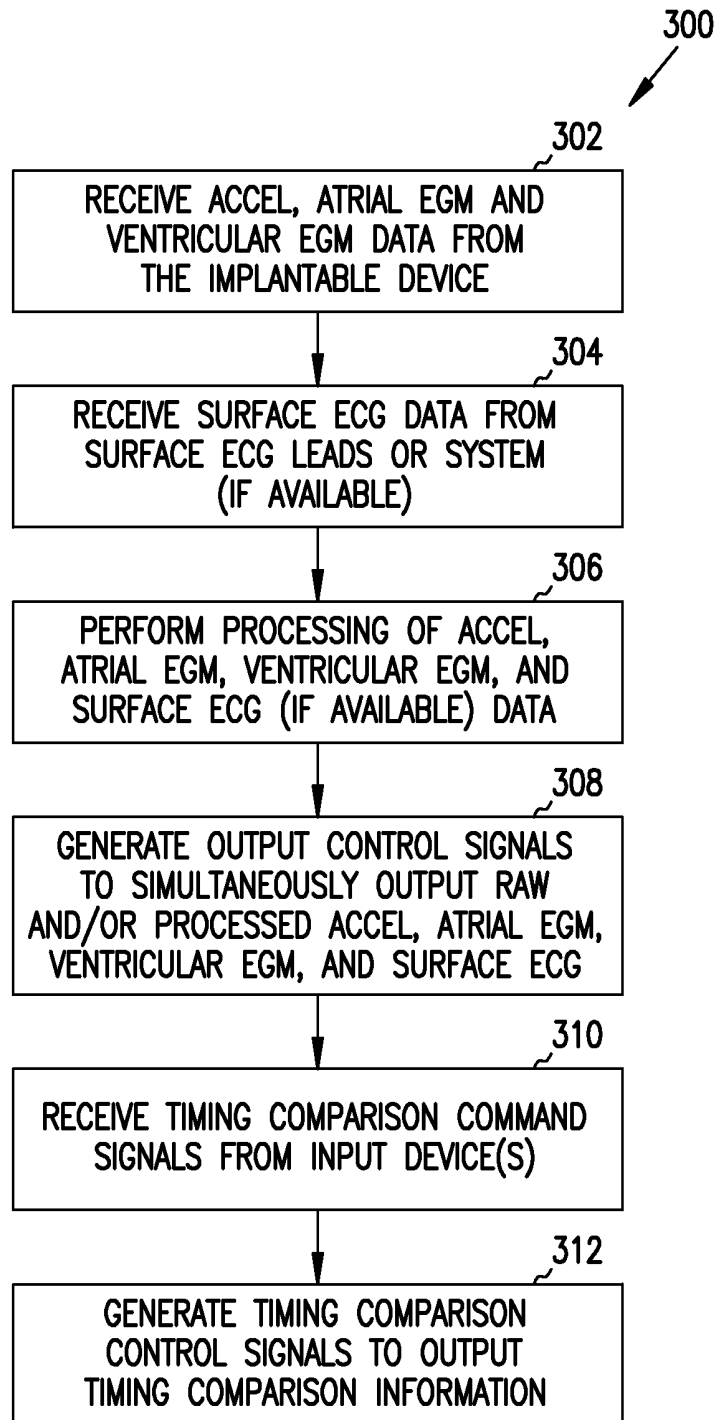 300
302
RECEIVE ACCEL, ATRIAL EGM AND
VENTRICULAR EGM DATA FROM
THE IMPLANTABLE DEVICE
304
RECEIVE SURFACE ECG DATA FROM
SURFACE ECG LEADS OR SYSTEM
(IF AVAILABLE)
306
PERFORM PROCESSING OF ACCEL,
ATRIAL EGM, VENTRICULAR EGM, AND
SURFACE ECG (IF AVAILABLE) DATA
308
GENERATE OUTPUT CONTROL SIGNALS
TO SIMULTANEOUSLY OUTPUT RAW
AND/OR PROCESSED ACCEL, ATRIAL EGM,
VENTRICULAR EGM, AND SURFACE ECG
310
RECEIVE TIMING COMPARISON COMMAND
SIGNALS FROM INPUT DEVICE(S)
312
GENERATE TIMING COMPARISON
CONTROL SIGNALS TO OUTPUT
TIMING COMPARISON INFORMATION